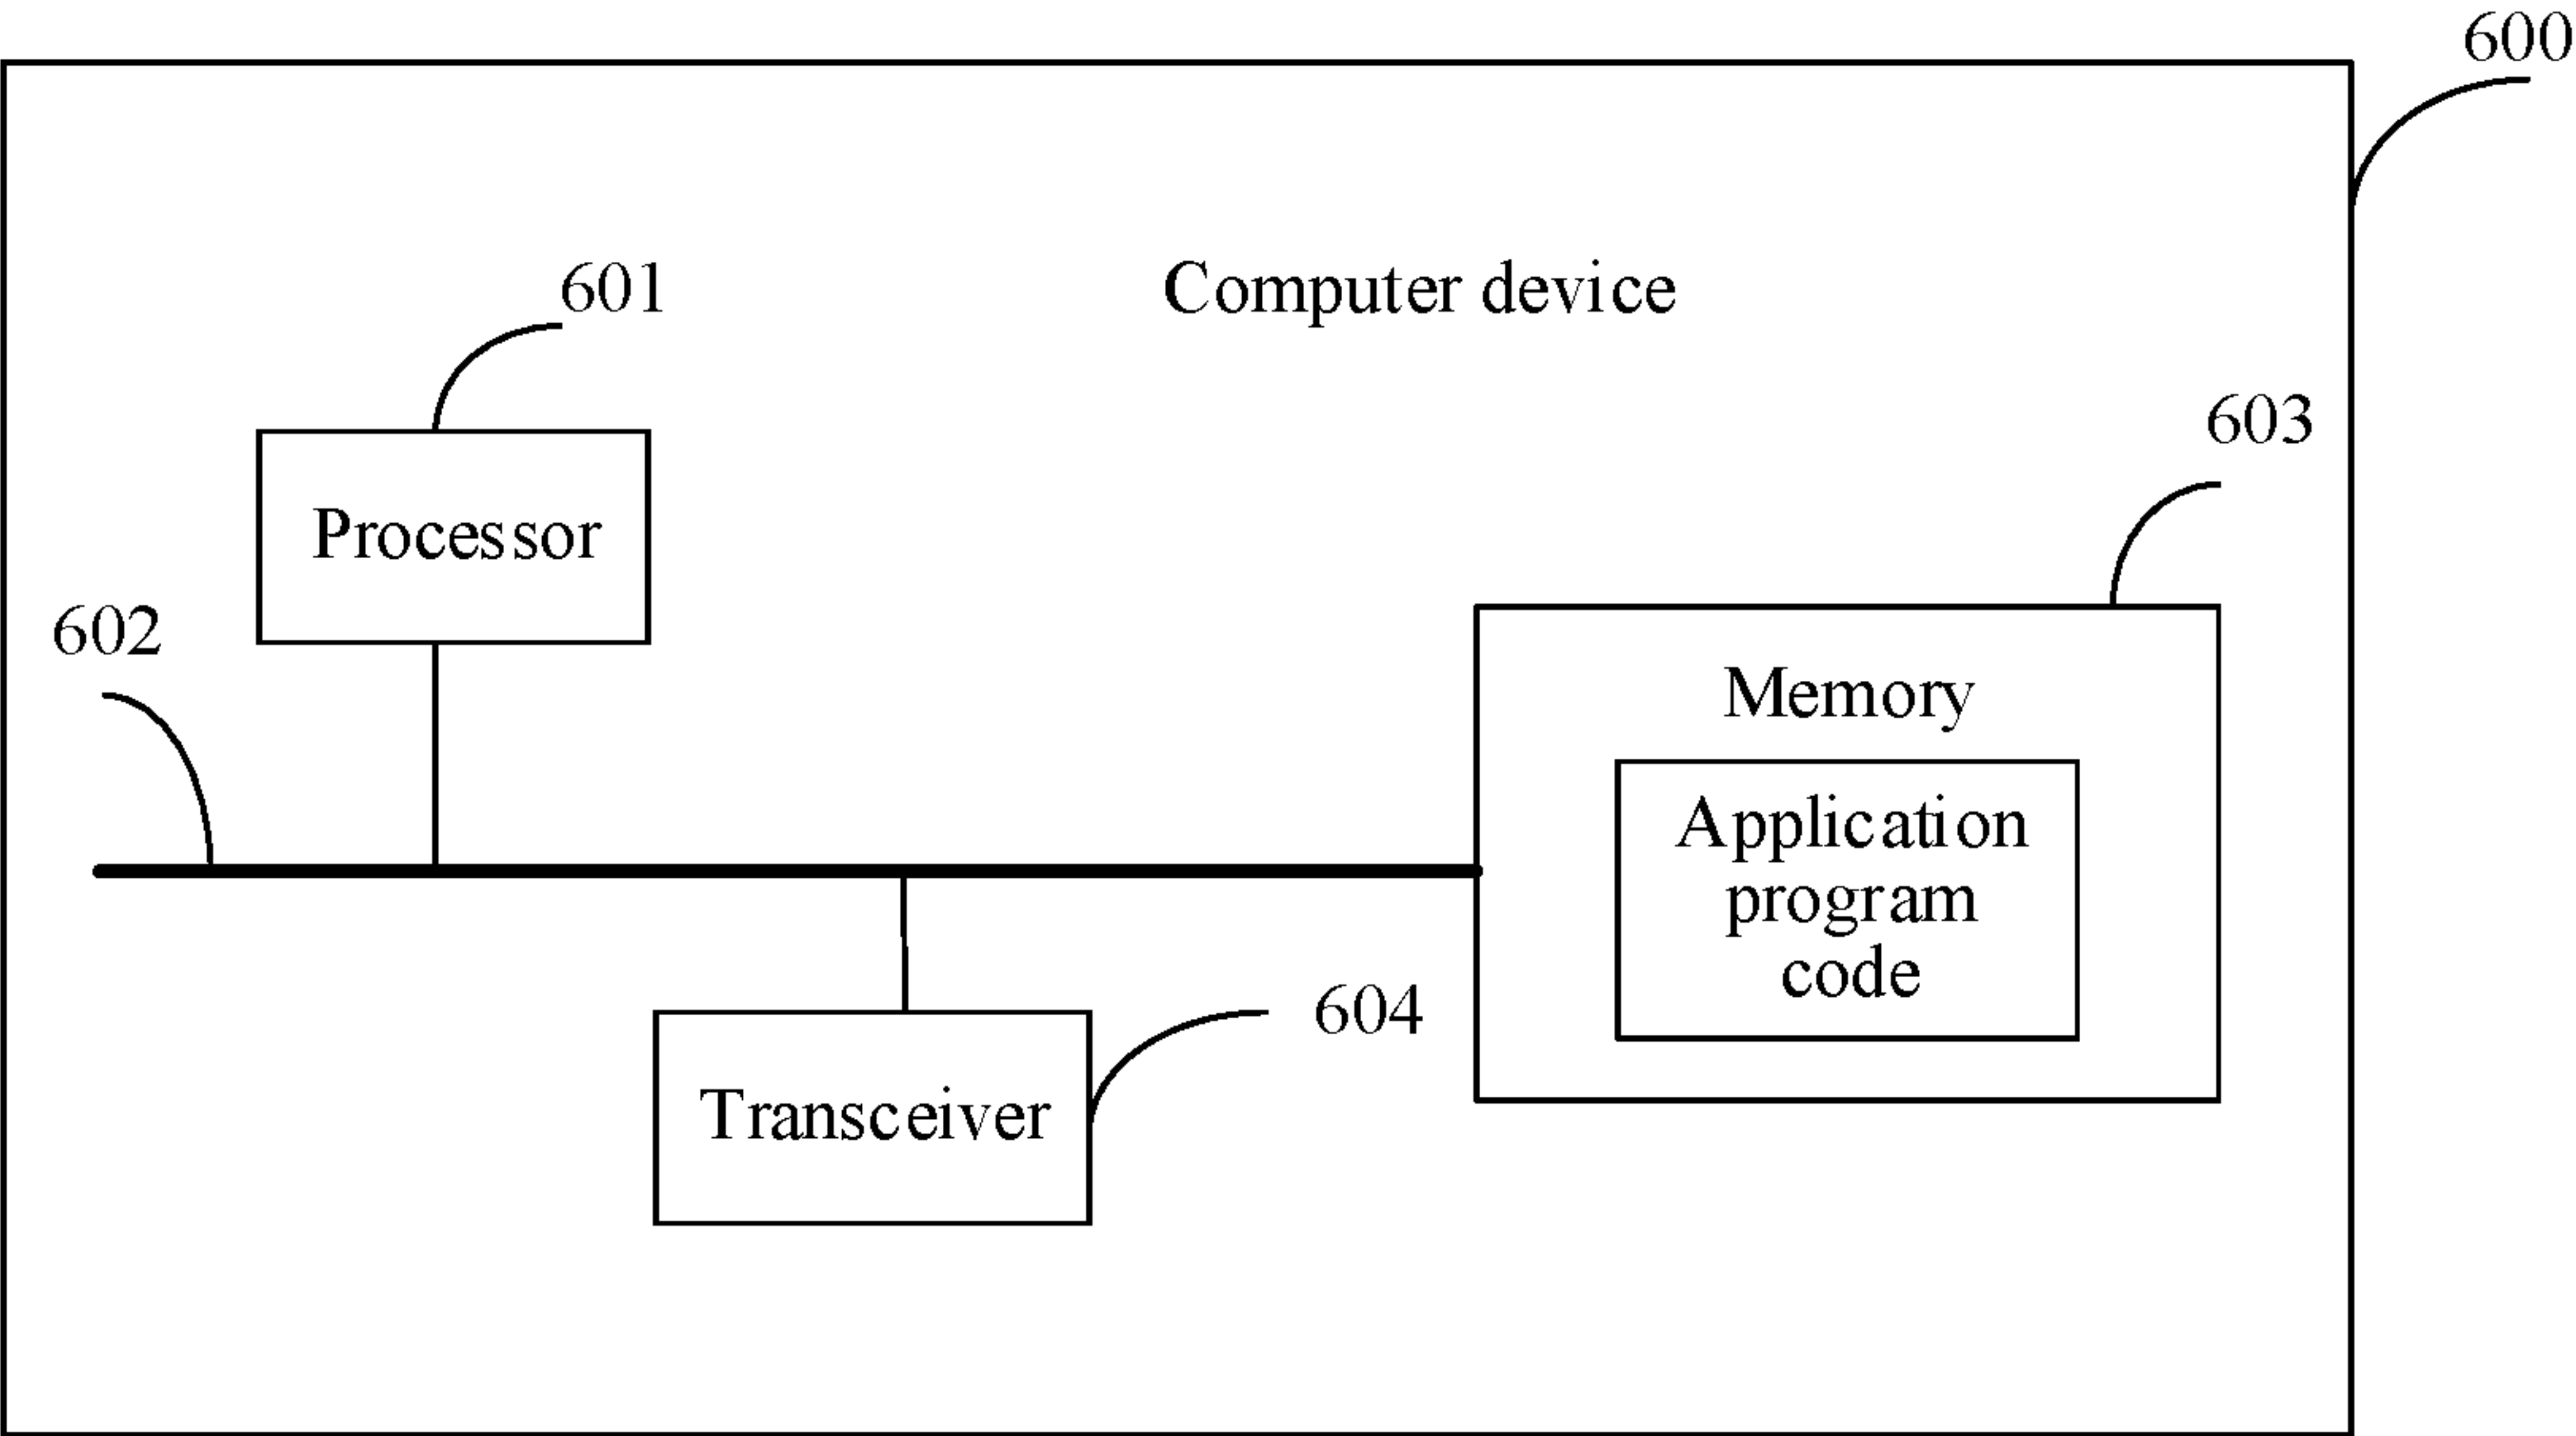 600
601
Computer device
603
Processor
602
Memory
Application
program
code
604
Transceiver